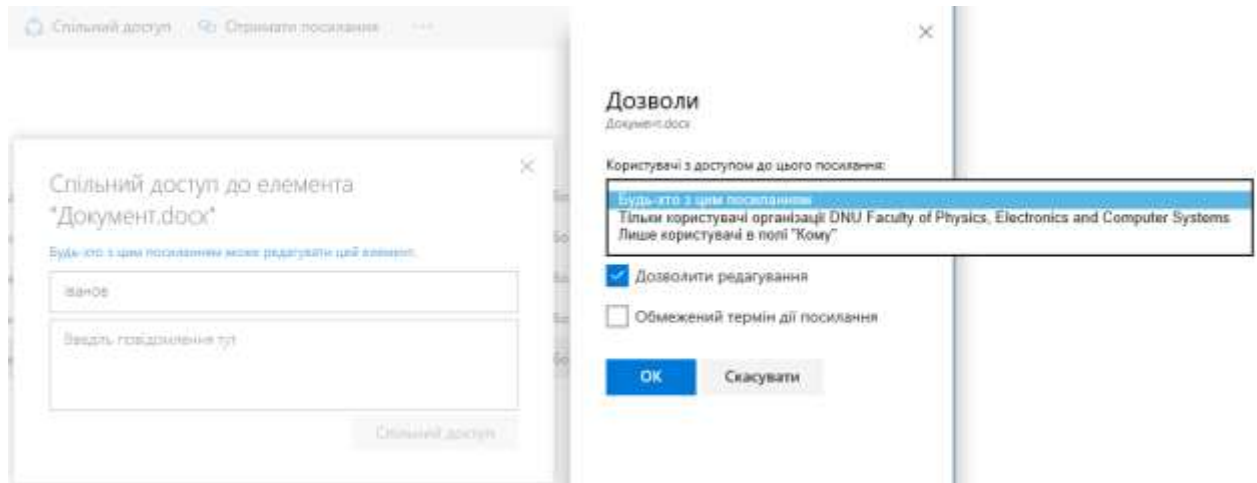 Спільний доступ Отримати посилання ...
Спільний доступ до елемента
"Документ.docx"
Будь-хто з цим посиланням може редагувати цей елемент.
іванов
Введіть повідомлення тут
Спільний доступ
Дозволи
Документ.docx
Користувачі з доступом до цього посилання:
Будь-хто з цим посиланням
Тільки користувачі організації DNU Faculty of Physics, Electronics and Computer Systems
Лише користувачі в полі "Кому"
Дозволити редагування
Обмежений термін дії посилання
ОК Скасувати